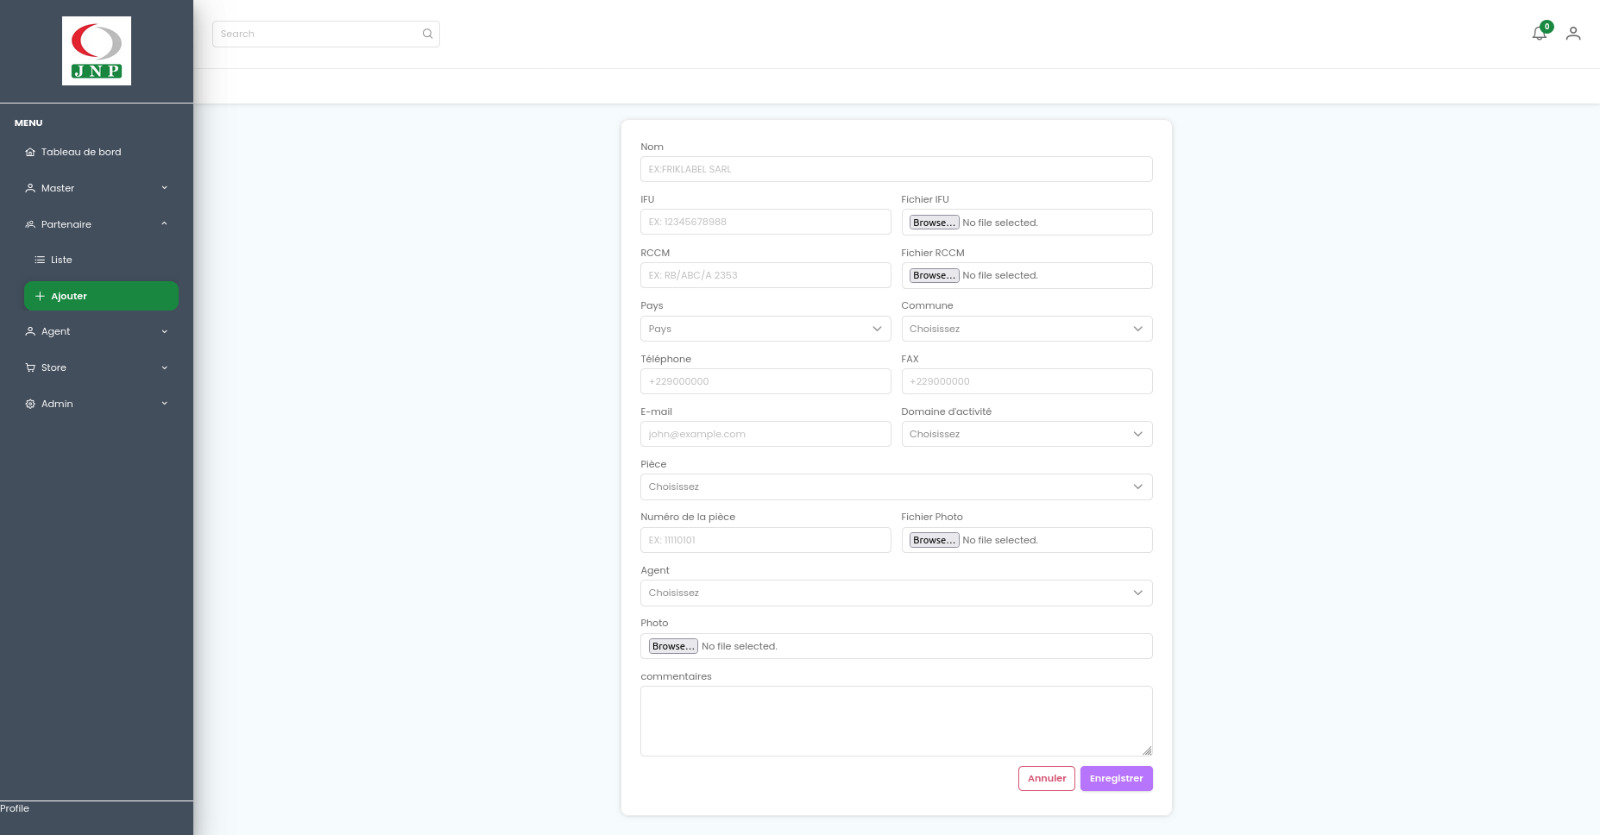 JNP
Search
0
MENU
Tableau de bord
Master
Partenaire
Liste
Ajouter
Agent
Store
Admin
Profile
Nom
EX:FRIKLABEL SARL
IFU
Fichier IFU
EX: 12345678988
Browse... No file selected.
RCCM
Fichier RCCM
EX: RB/ABC/A 2353
Browse... No file selected.
Pays
Commune
Pays
Choisissez
Téléphone
FAX
+229000000
+229000000
E-mail
Domaine d'activité
john@example.com
Choisissez
Pièce
Choisissez
Numéro de la pièce
Fichier Photo
EX: 11110101
Browse... No file selected.
Agent
Choisissez
Photo
Browse... No file selected.
commentaires
Annuler
Enregistrer